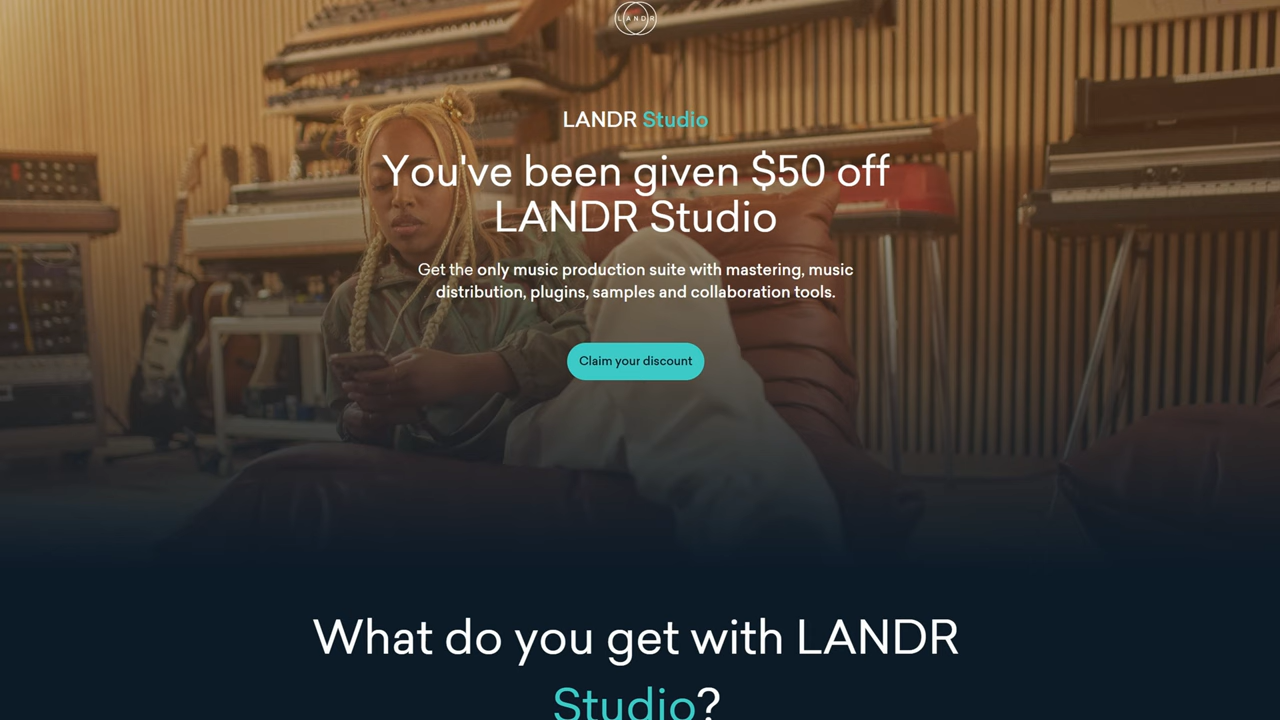 LANDR
LANDR Studio
You've been given $50 off
LANDR Studio
Get the only music production suite with mastering, music
distribution, plugins, samples and collaboration tools.
Claim your discount
What do you get with LANDR
Studio?